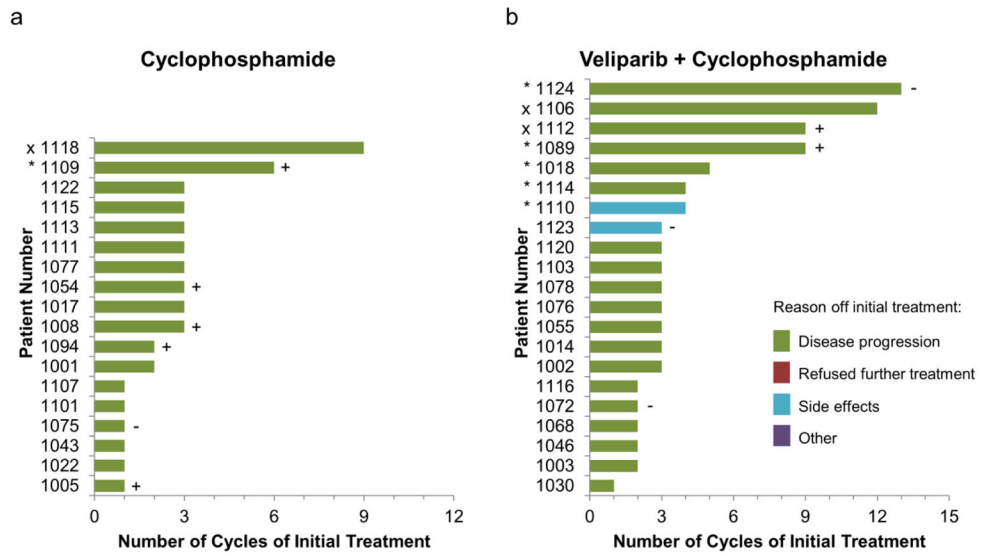 a
Cyclophosphamide
Patient Number
x 1118
* 1109 +
1122
1115
1113
1111
1077
1054 +
1017
1008 +
1094 +
1001
1107
1101
1075 -
1043
1022
1005 +
0 3 6 9 12
Number of Cycles of Initial Treatment
b
Veliparib + Cyclophosphamide
Patient Number
* 1124 -
x 1106
x 1112 +
* 1089 +
* 1018
* 1114
* 1110
1123 -
1120
1103
1078
1076
1055
1014
1002
1116
1072 -
1068
1046
1003
1030
0 3 6 9 12 15
Number of Cycles of Initial Treatment
Reason off initial treatment:
Disease progression
Refused further treatment
Side effects
Other